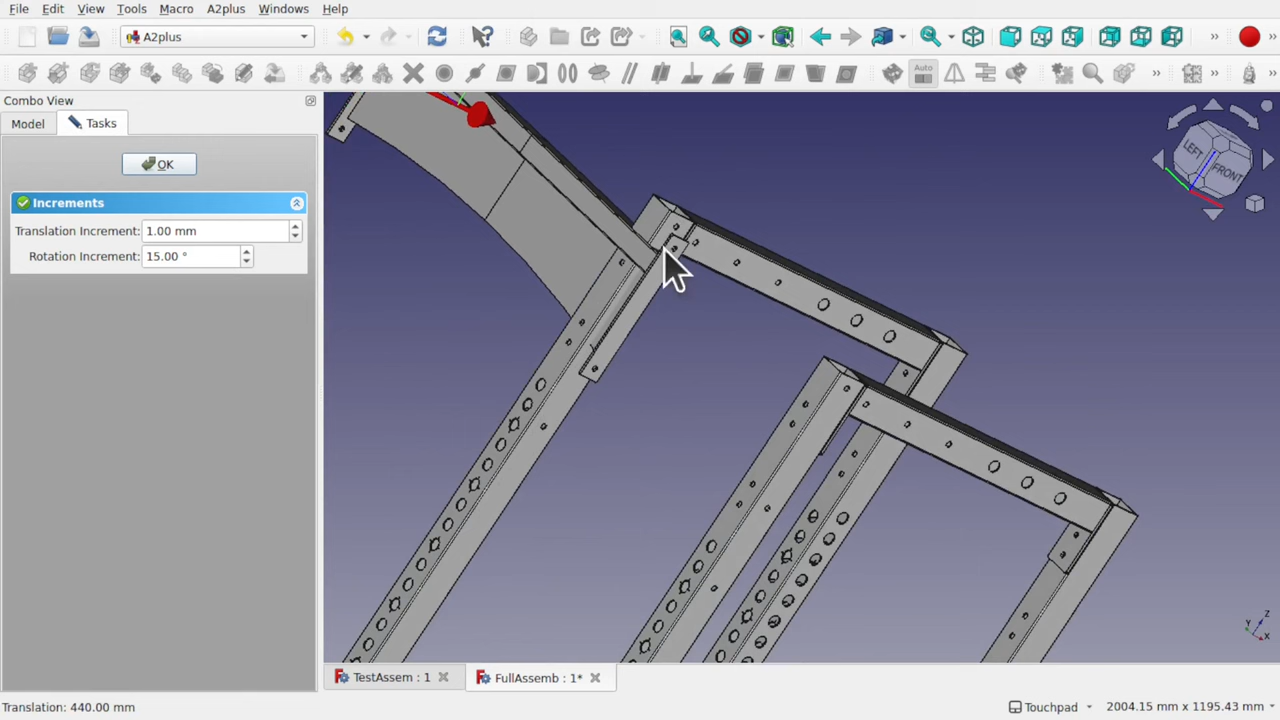 File Edit View Tools Macro A2plus Windows Help
A2plus
Auto
Combo View
Model Tasks
OK
Increments
Translation Increment: 1.00 mm
Rotation Increment: 15.00 °
LEFT FRONT
Z
Y X
TestAssem : 1 FullAssemb : 1*
Translation: 440.00 mm Touchpad 2004.15 mm x 1195.43 mm